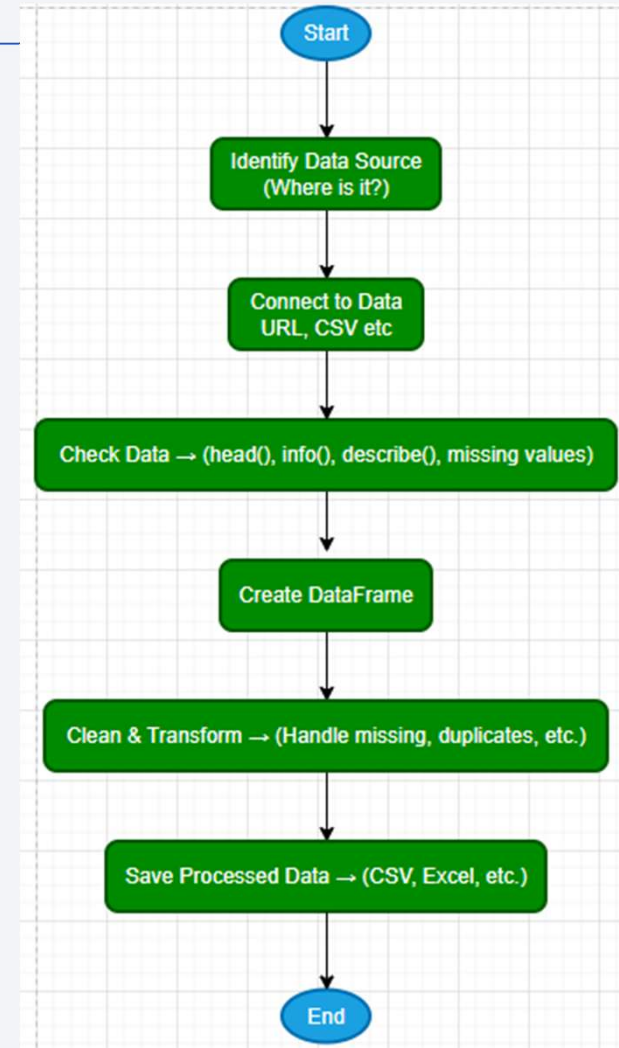 Start
Identify Data Source
(Where is it?)
Connect to Data
URL, CSV etc
Check Data → (head(), info(), describe(), missing values)
Create DataFrame
Clean & Transform → (Handle missing, duplicates, etc.)
Save Processed Data → (CSV, Excel, etc.)
End